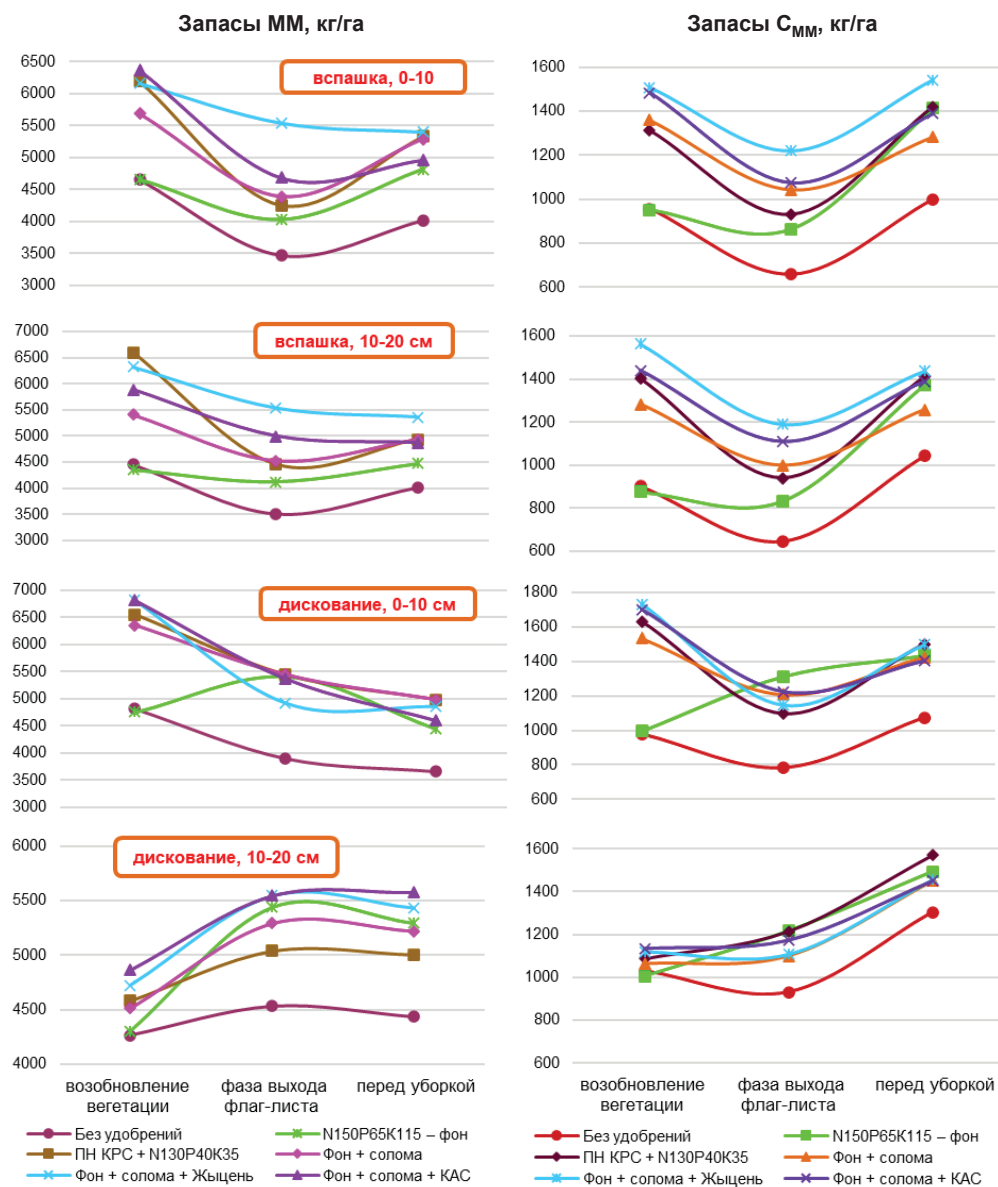 Запасы ММ, кг/га
6500
6000
5500
5000
4500
4000
3500
3000
вспашка, 0-10
7000
6500
6000
5500
5000
4500
4000
3500
3000
вспашка, 10-20 см
7000
6500
6000
5500
5000
4500
4000
3500
3000
дискование, 0-10 см
6000
5500
5000
4500
4000
дискование, 10-20 см
возобновление
вегетации
фаза выхода
флаг-листа
перед уборкой
Без удобрений
N150P65K115 – фон
ПН КРС + N130P40K35
Фон + солома
Фон + солома + Жыцень
Фон + солома + КАС
Запасы Cмм, кг/га
1600
1400
1200
1000
800
600
1600
1400
1200
1000
800
600
1800
1600
1400
1200
1000
800
600
1600
1400
1200
1000
800
600
возобновление
вегетации
фаза выхода
флаг-листа
перед уборкой
Без удобрений
N150P65K115 – фон
ПН КРС + N130P40K35
Фон + солома
Фон + солома + Жыцень
Фон + солома + КАС